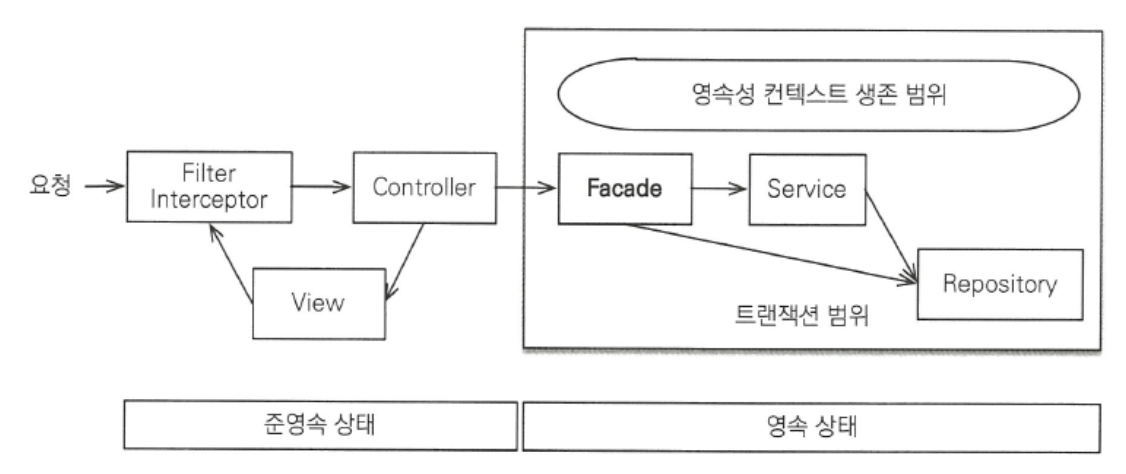 영속성 컨텍스트 생존 범위
요청
Filter
Interceptor
Controller
Facade
Service
View
Repository
트랜잭션 범위
준영속 상태
영속 상태